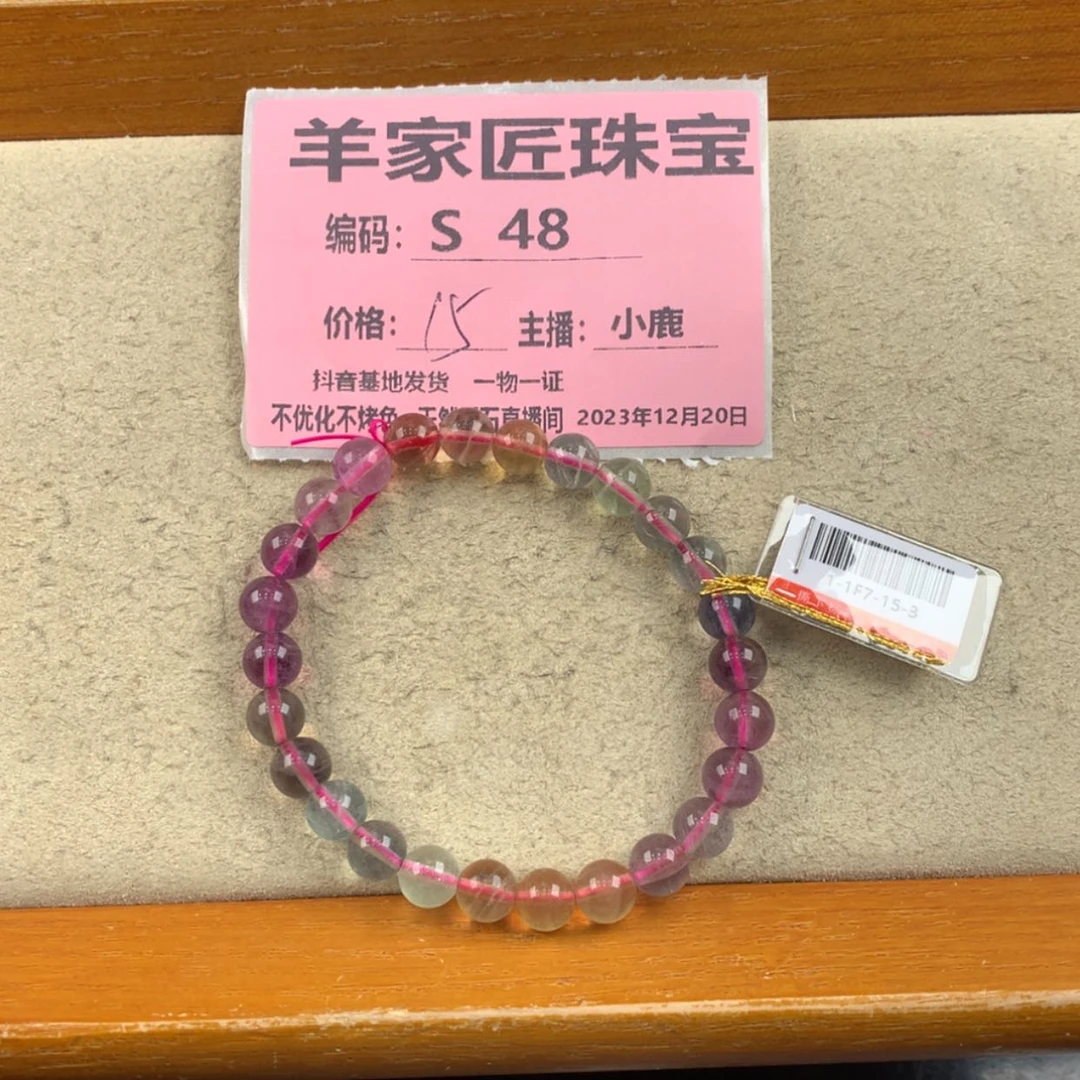 羊家匠珠宝
编码: S 48
价格: 15 主播: 小鹿
抖音基地发货 一物一证
不优化不烤色 石直播间 2023年12月20日
1-1F7-15-3